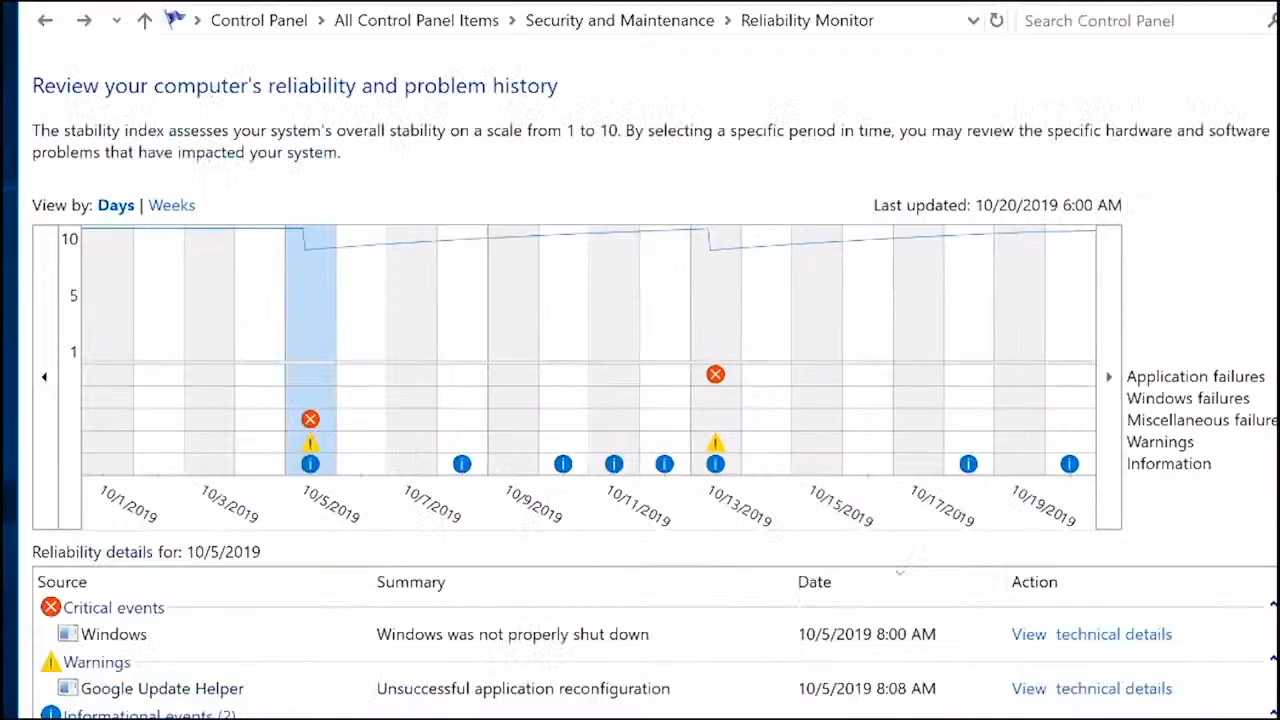 Control Panel > All Control Panel Items > Security and Maintenance > Reliability Monitor Search Control Panel
Review your computer's reliability and problem history
The stability index assesses your system's overall stability on a scale from 1 to 10. By selecting a specific period in time, you may review the specific hardware and software
problems that have impacted your system.
View by: Days | Weeks Last updated: 10/20/2019 6:00 AM
10
5
1
Application failures
Windows failures
Miscellaneous failure
Warnings
Information
10/1/2019 10/3/2019 10/5/2019 10/7/2019 10/9/2019 10/11/2019 10/13/2019 10/15/2019 10/17/2019 10/19/2019
Reliability details for: 10/5/2019
Source Summary Date Action
Critical events
Windows Windows was not properly shut down 10/5/2019 8:00 AM View technical details
Warnings
Google Update Helper Unsuccessful application reconfiguration 10/5/2019 8:08 AM View technical details
Informational events (2)